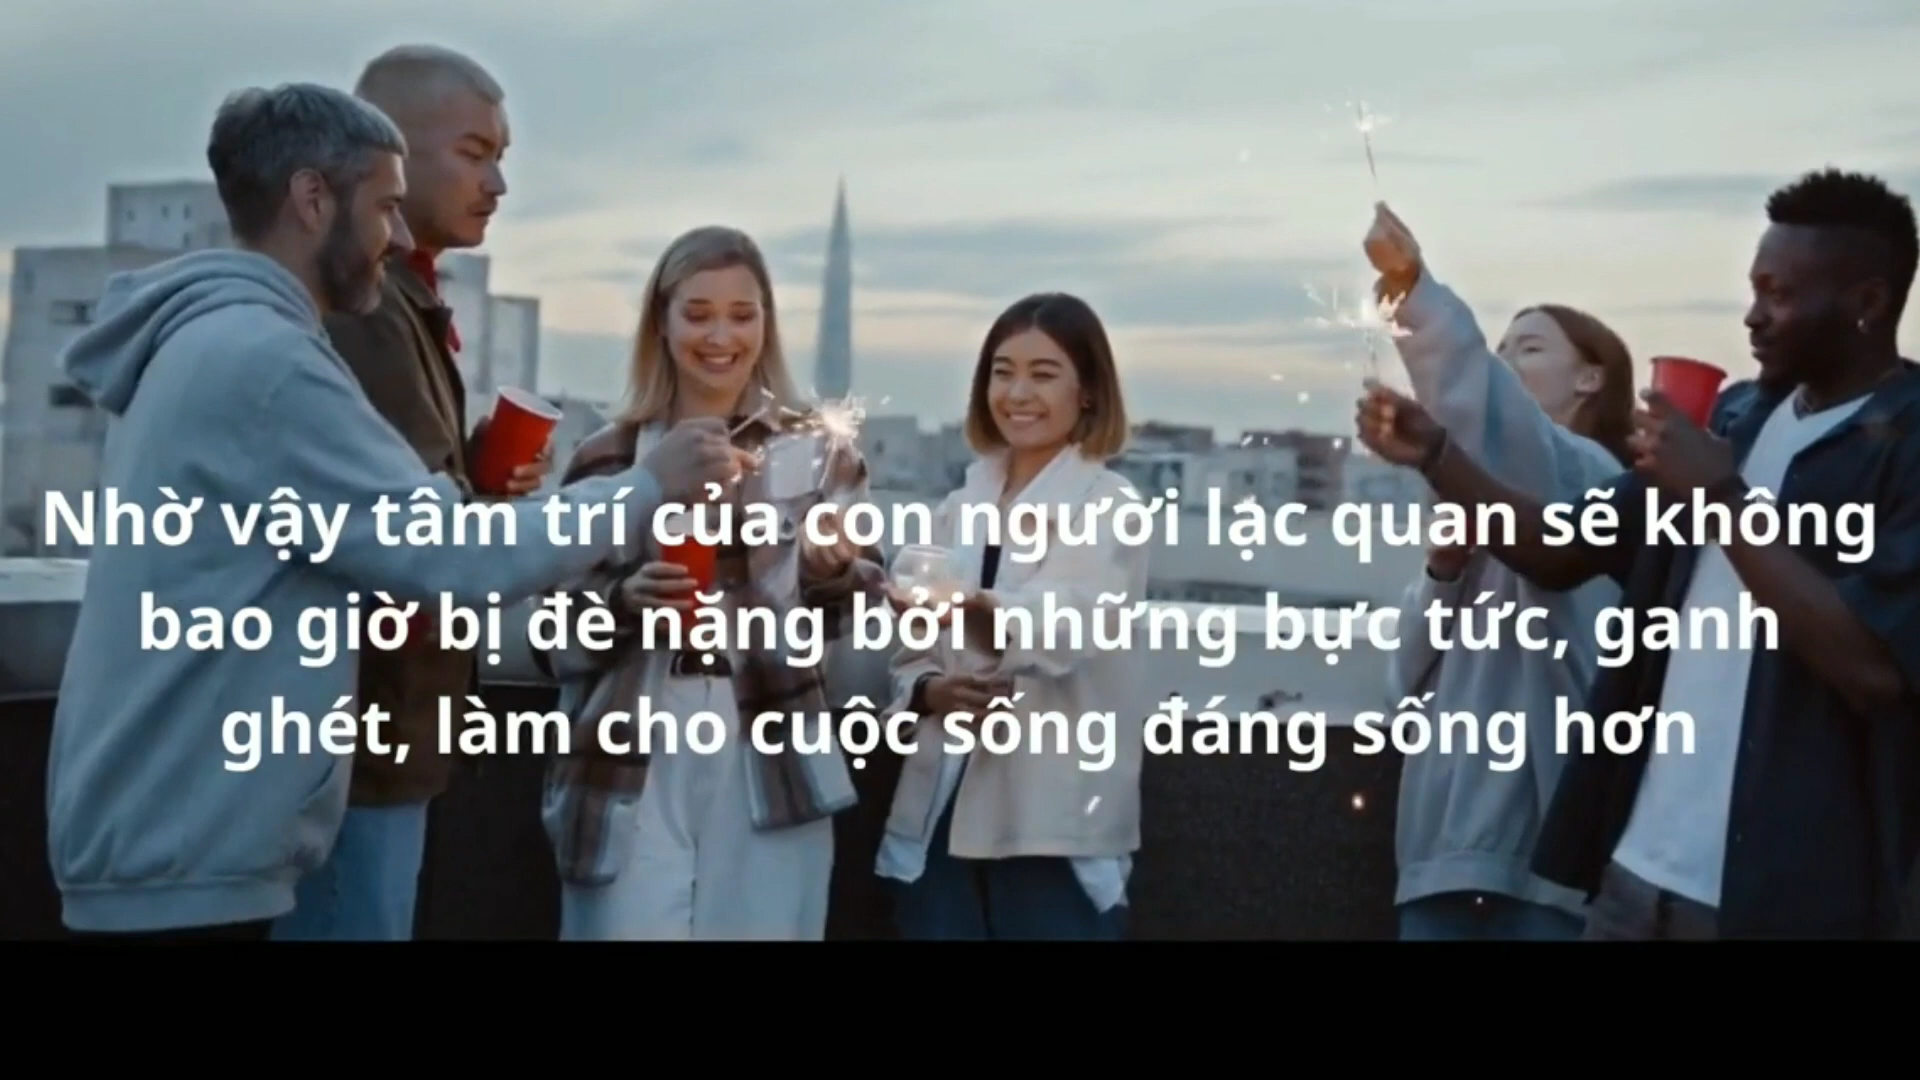 Nhờ vậy tâm trí của con người lạc quan sẽ không
bao giờ bị đè nặng bởi những bực tức, ganh
ghét, làm cho cuộc sống đáng sống hơn